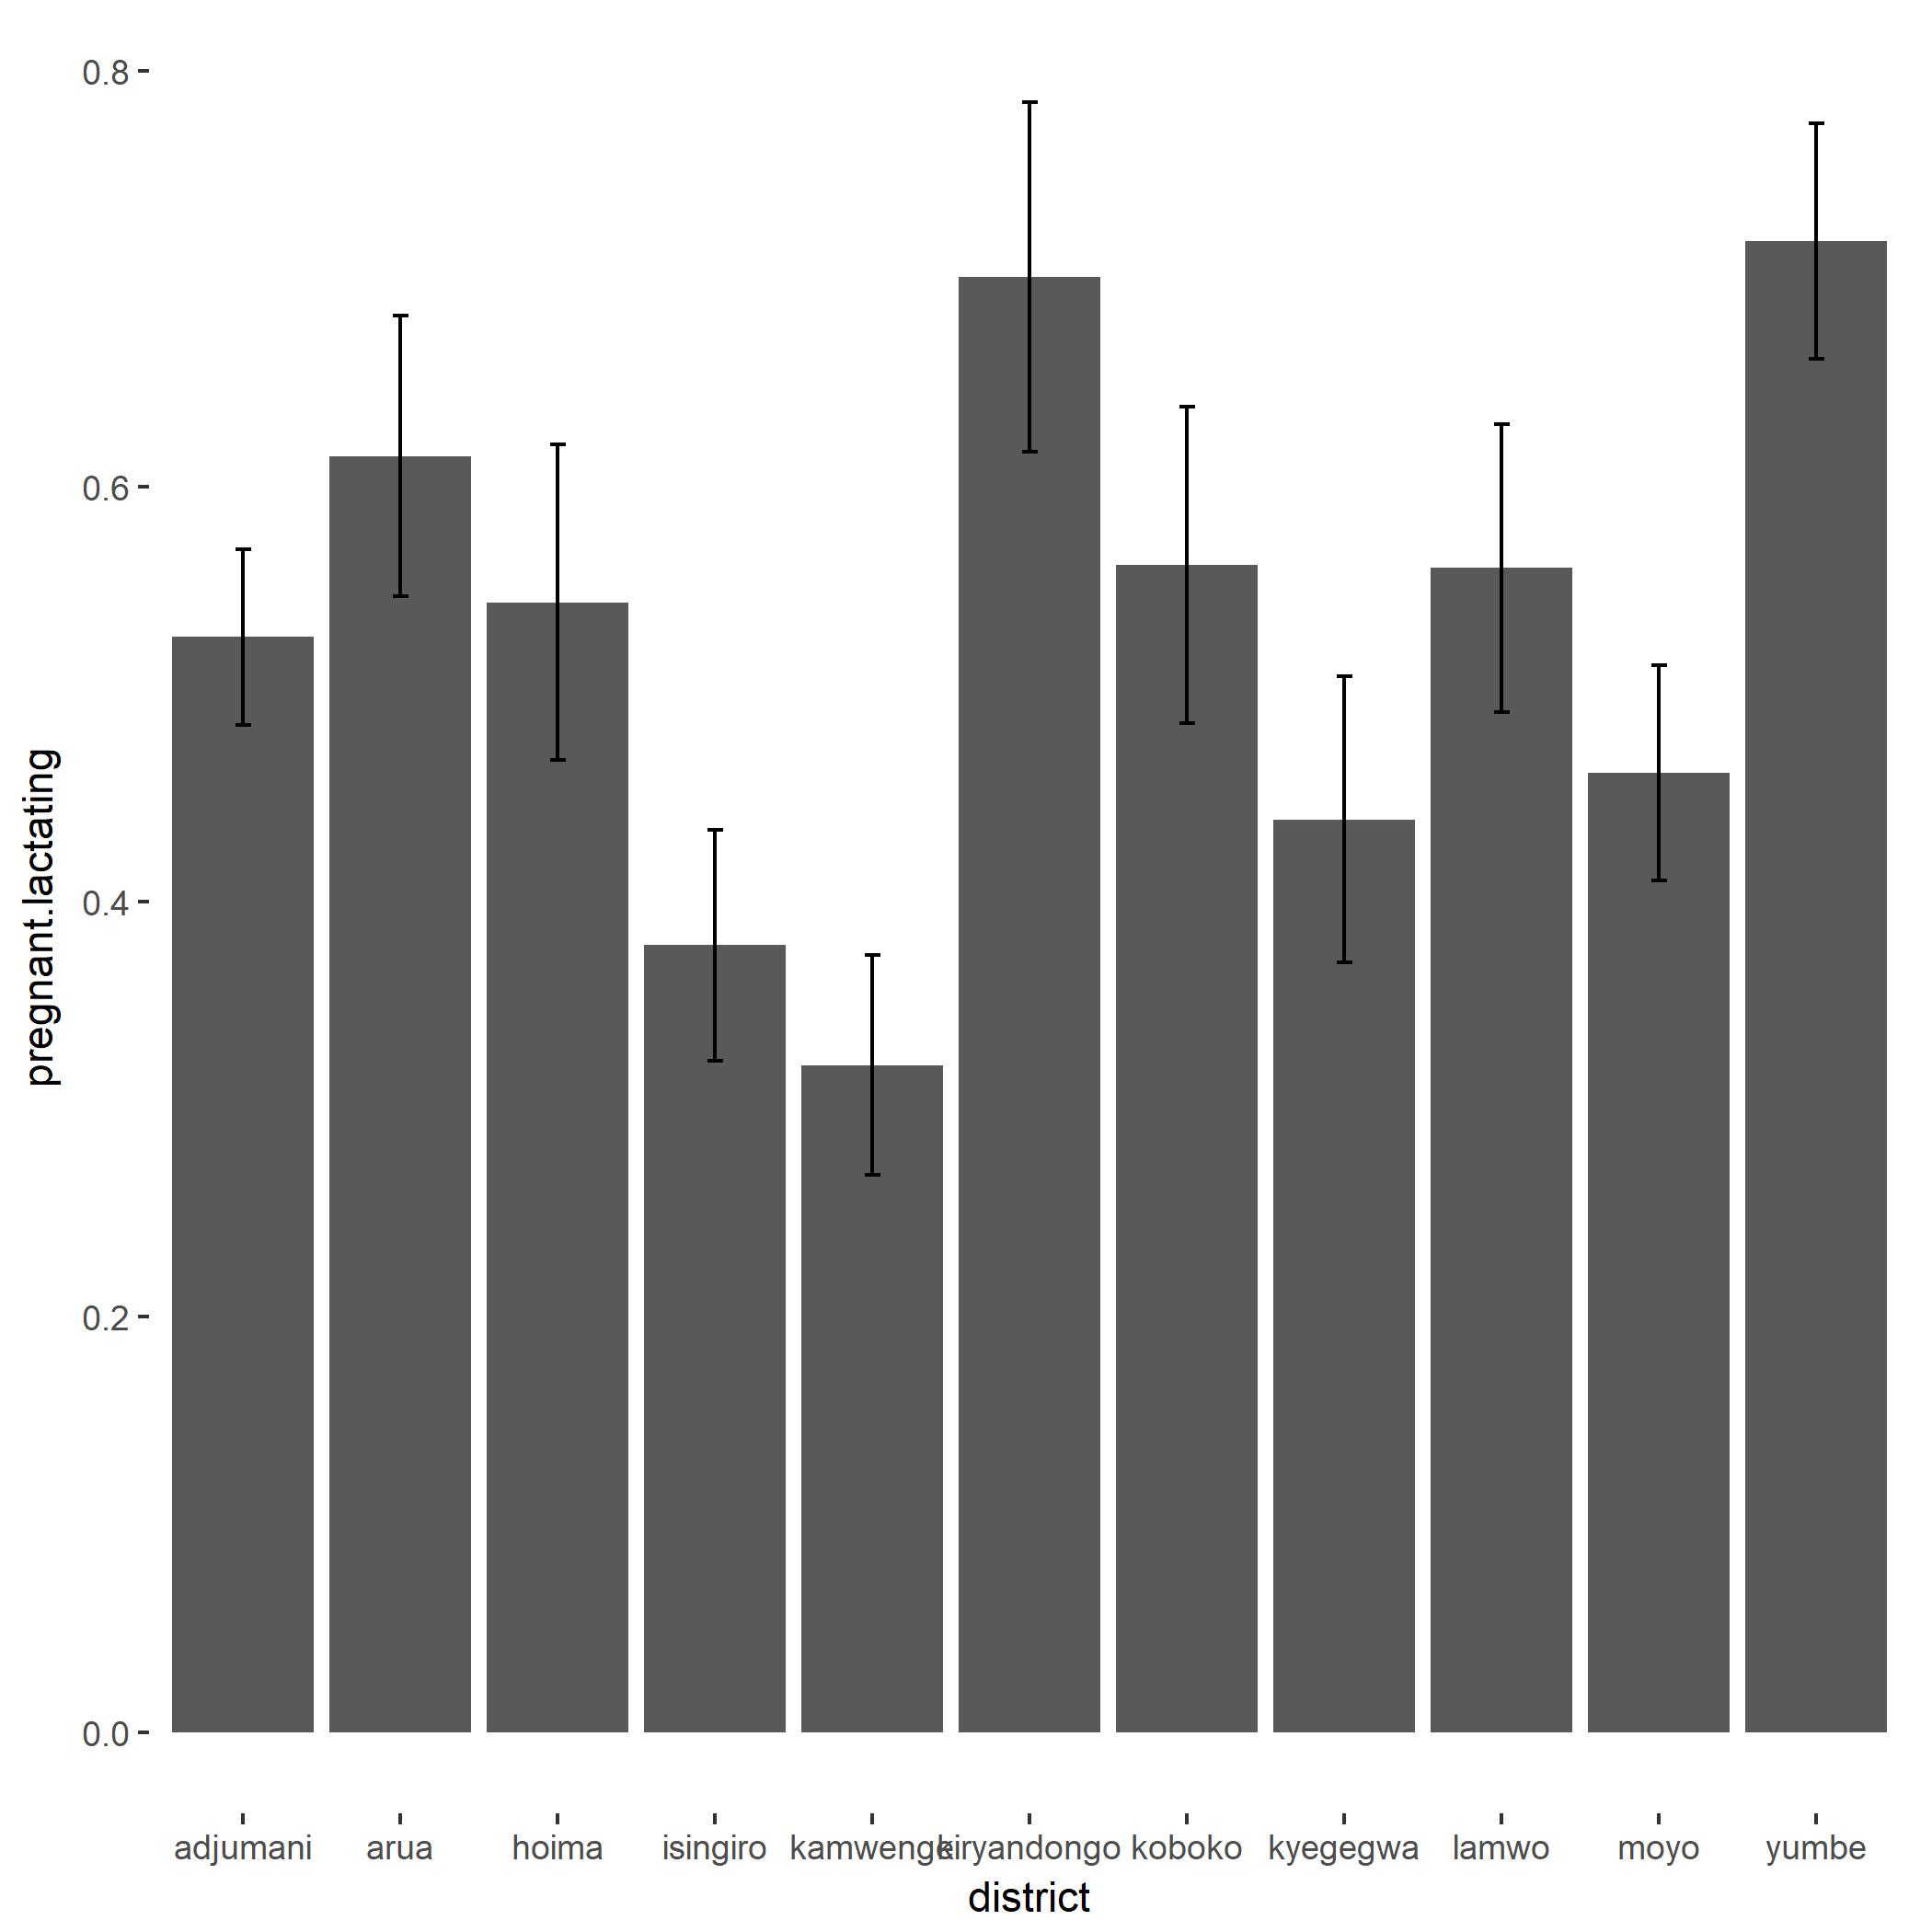 pregnant.lactating
0.8
0.6
0.4
0.2
0.0
adjumani arua hoima isingiro kamwenge kiryandongo koboko kyegegwa lamwo moyo yumbe
district